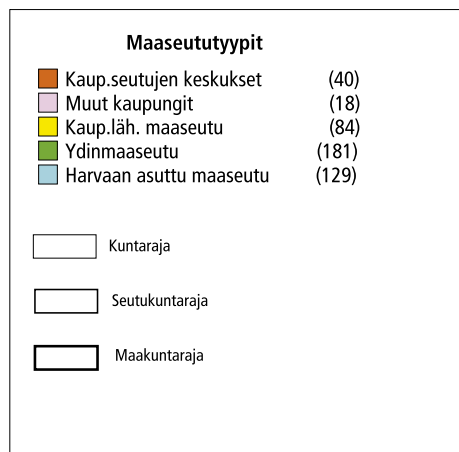 Maaseututyypit
Kaup.seutujen keskukset (40)
Muut kaupungit (18)
Kaup.läh. maaseutu (84)
Ydinmaaseutu (181)
Harvaan asuttu maaseutu (129)
Kuntaraja
Seutukuntaraja
Maakuntaraja